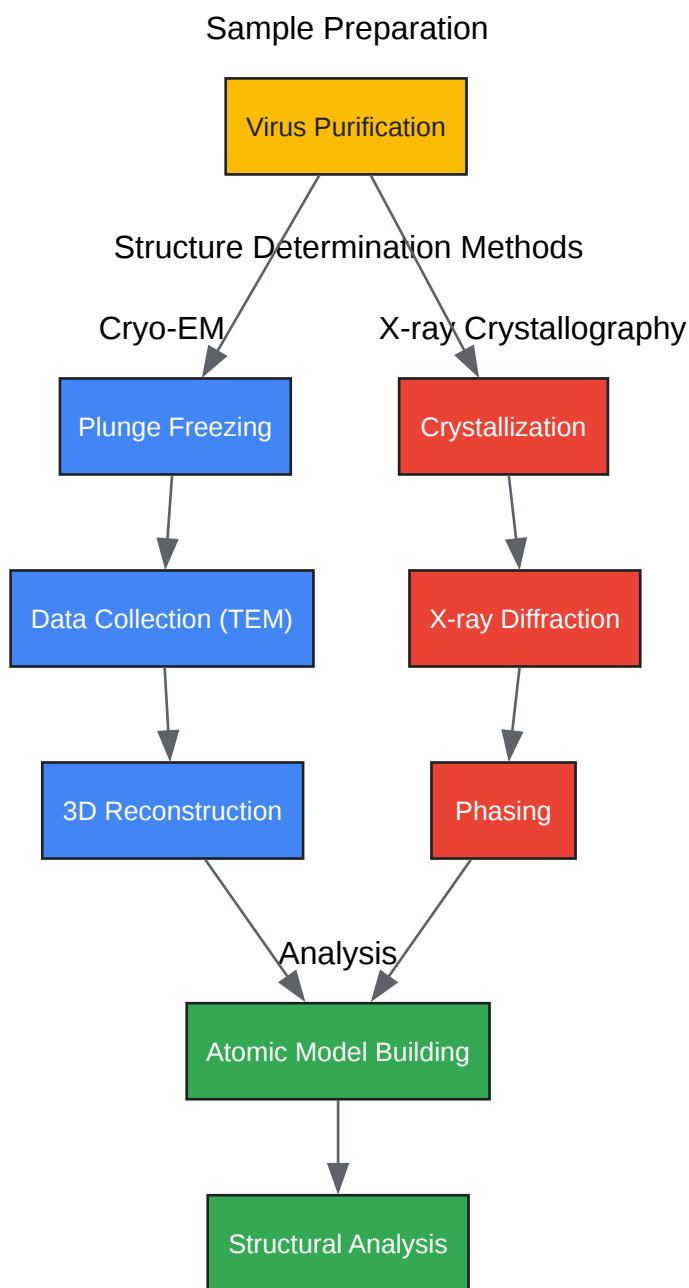 Sample Preparation
Virus Purification
Structure Determination Methods
Cryo-EM
X-ray Crystallography
Plunge Freezing
Crystallization
Data Collection (TEM)
X-ray Diffraction
3D Reconstruction
Phasing
Analysis
Atomic Model Building
Structural Analysis